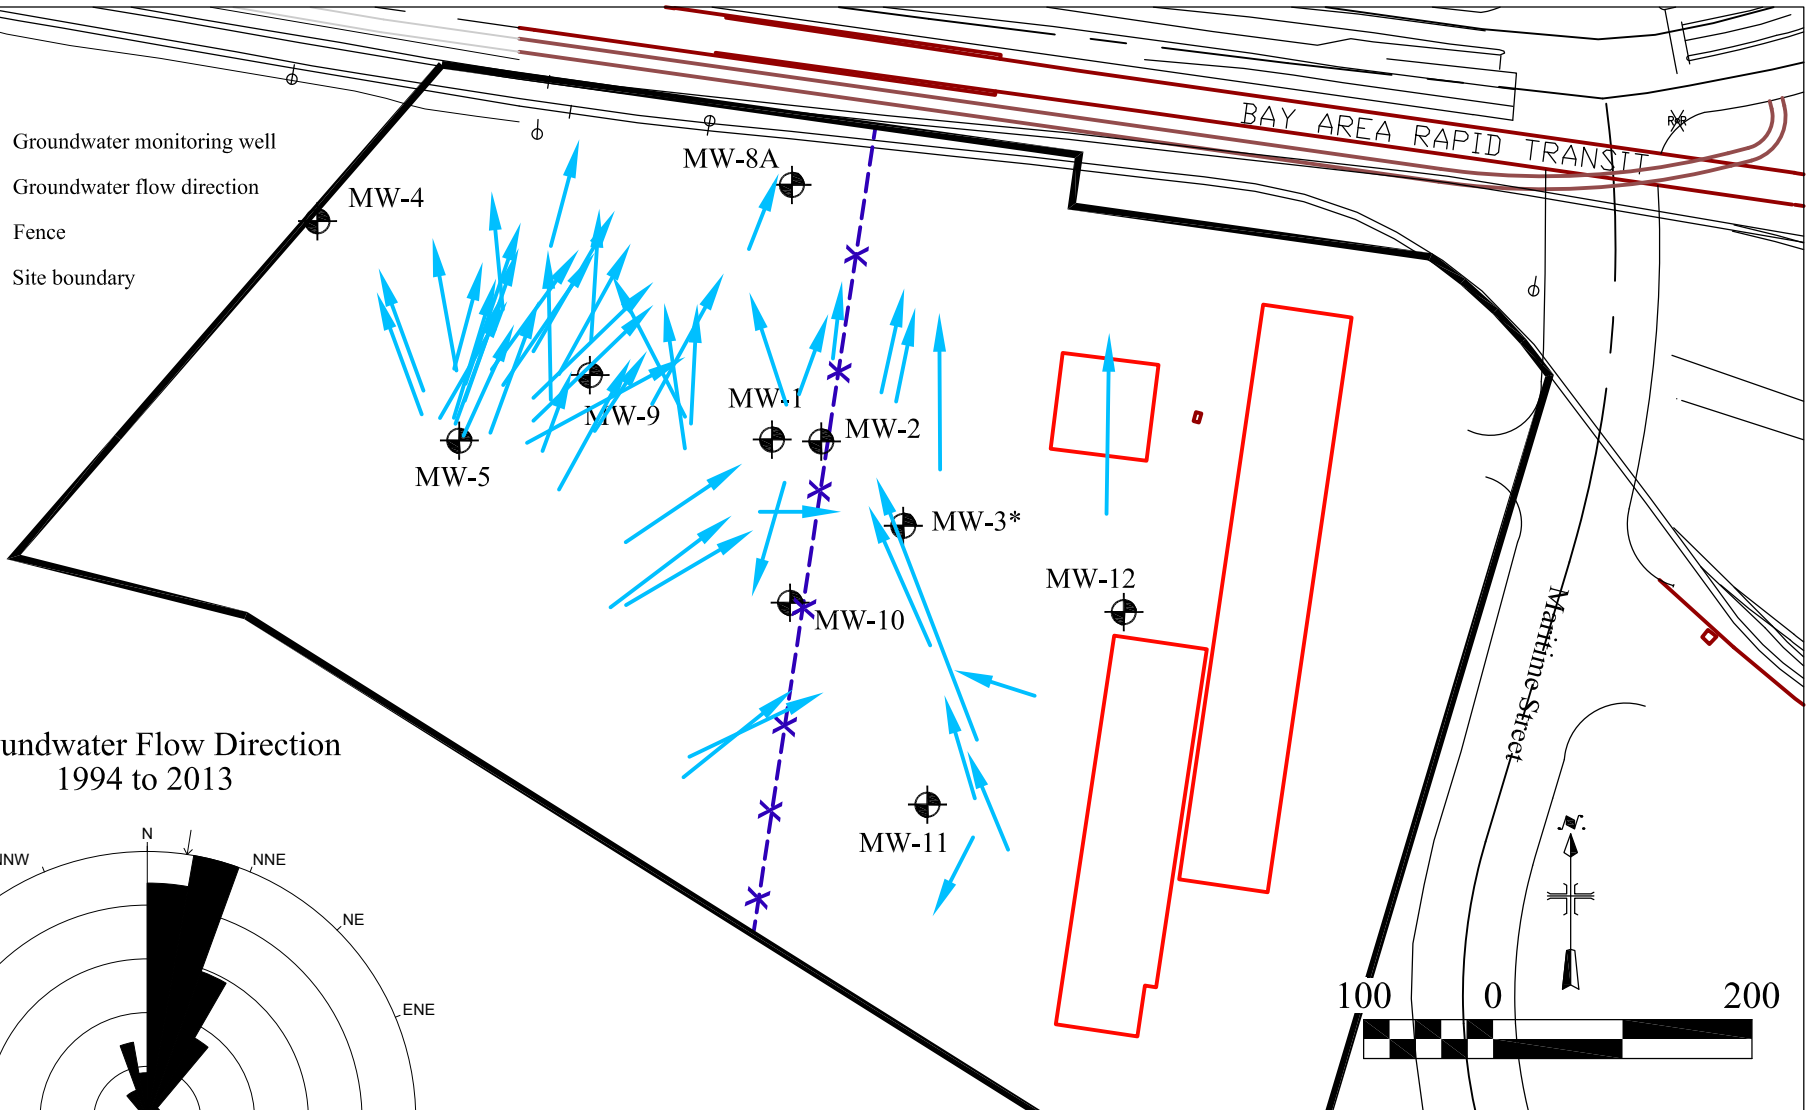 BAY AREA RAPID TRANSIT
Groundwater monitoring well
MW-8A
Groundwater flow direction
MW-4
Fence
Site boundary
MW-1
MW-9
MW-2
MW-5
MW-3*
MW-12
MW-10
Maritime Street
undwater Flow Direction
1994 to 2013
MW-11
N
NNW
NNE
NE
ENE
N
100 0 200